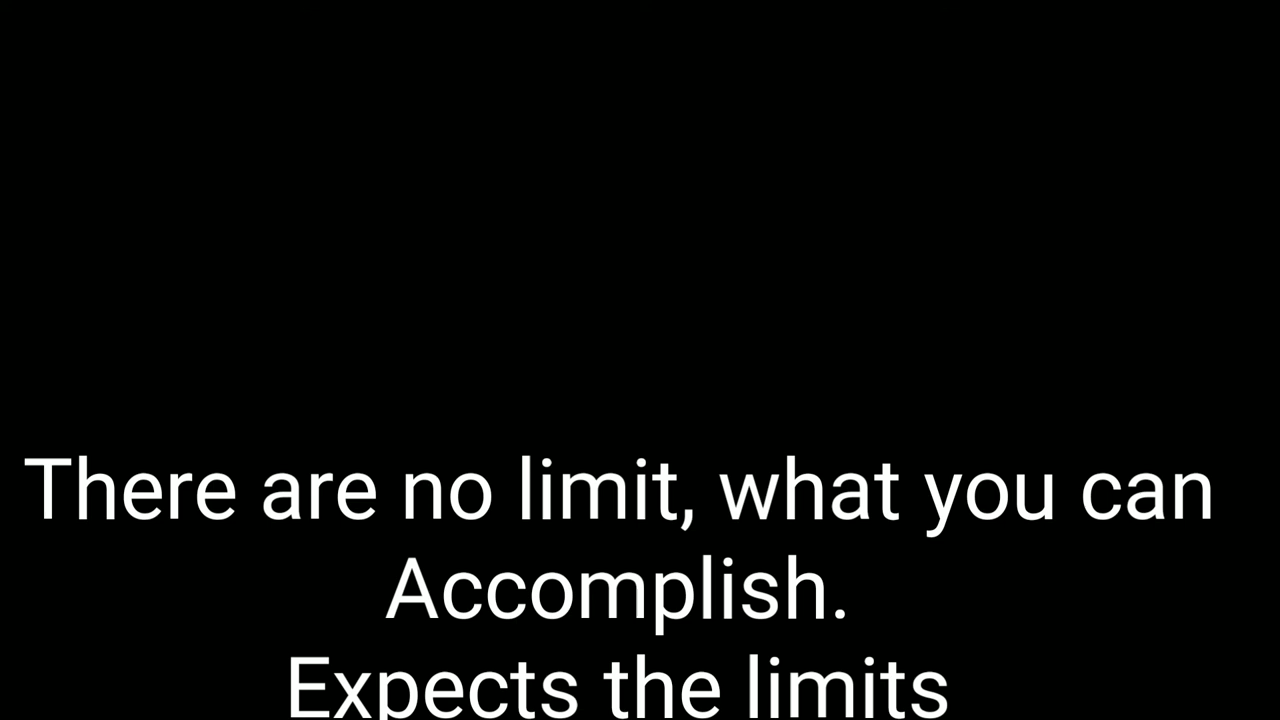 There are no limit, what you can
Accomplish.
Expects the limits